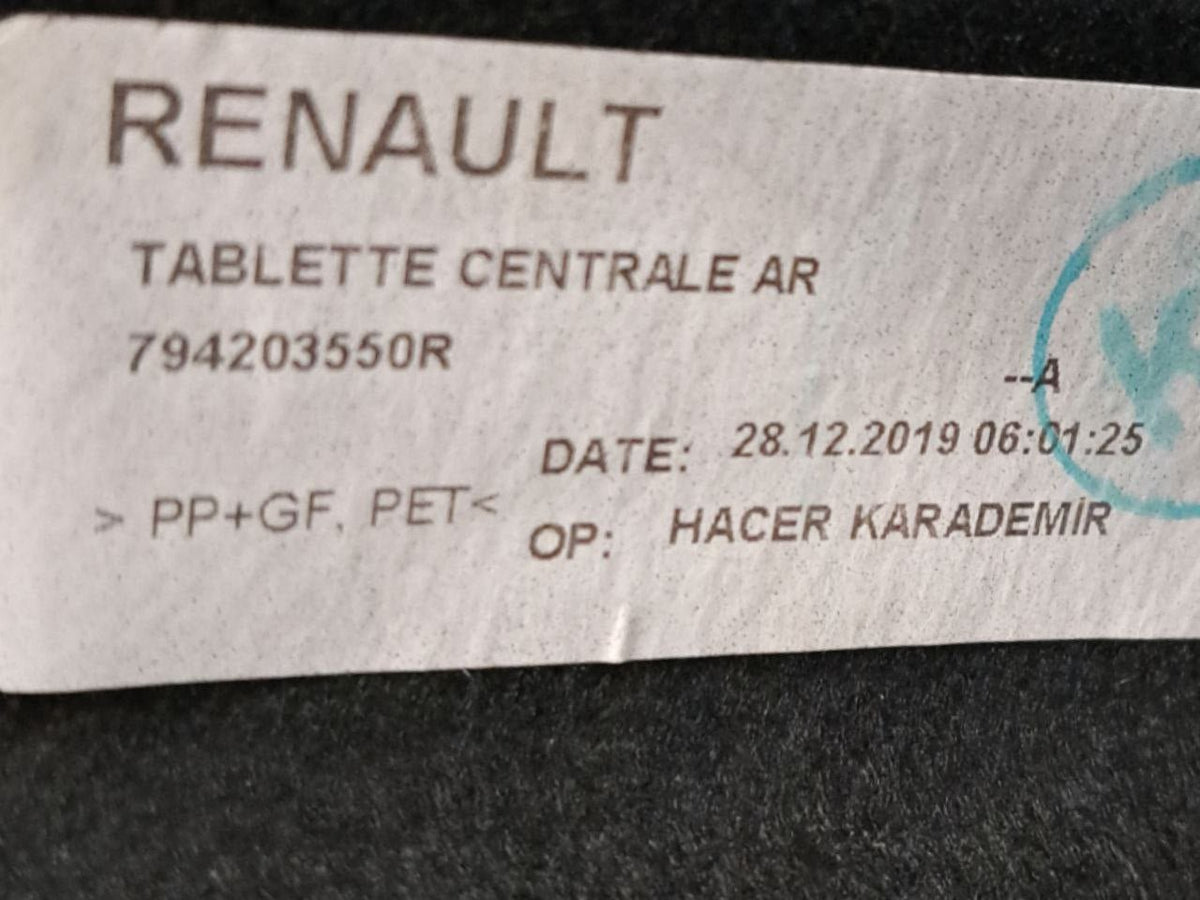 RENAULT
TABLETTE CENTRALE AR
794203550R
--A
DATE: 28.12.2019 06:01:25
> PP+GF, PET<
OP: HACER KARADEMİR
K